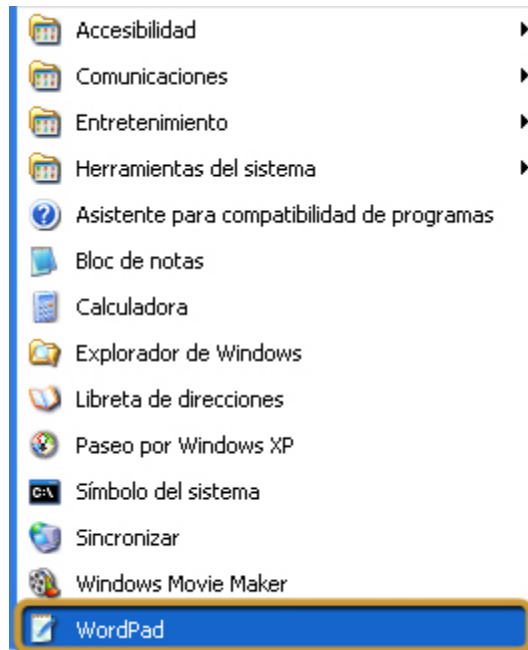 Accesibilidad
Comunicaciones
Entretenimiento
Herramientas del sistema
Asistente para compatibilidad de programas
Bloc de notas
Calculadora
Explorador de Windows
Libreta de direcciones
Paseo por Windows XP
C:\ Símbolo del sistema
Sincronizar
Windows Movie Maker
WordPad